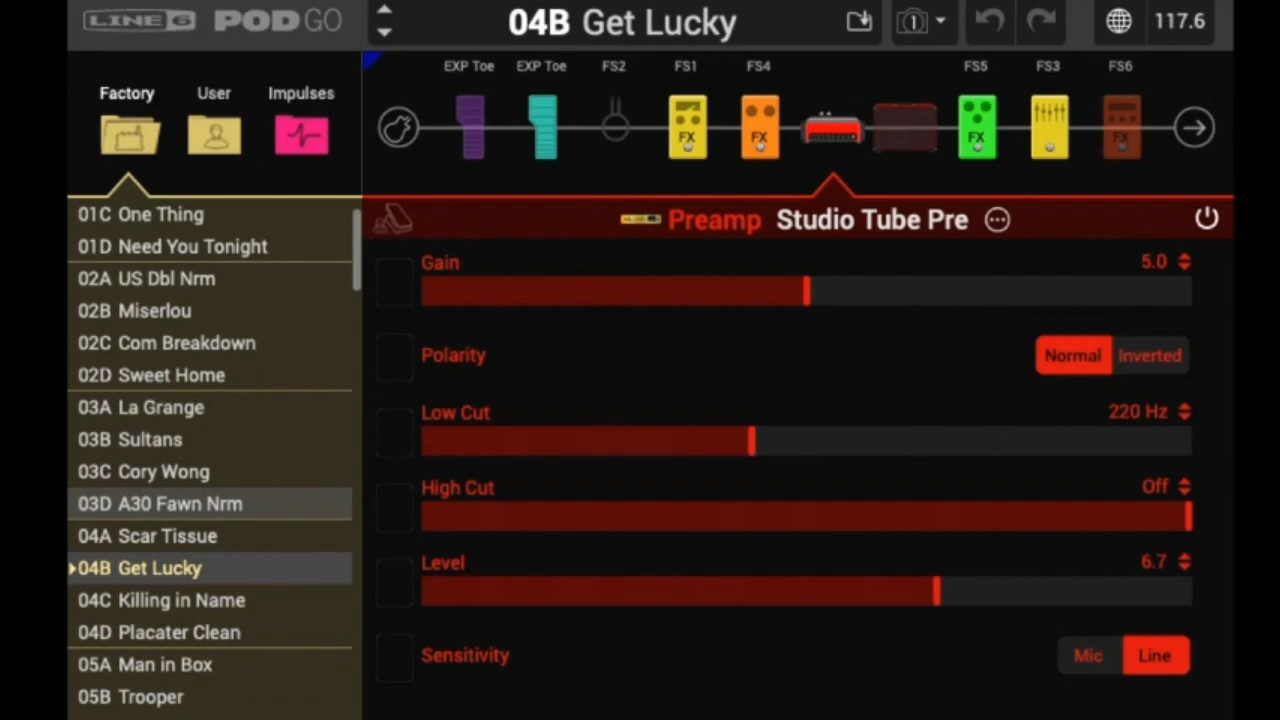 LINE 6 POD GO
04B Get Lucky
1
117.6
Factory User Impulses
EXP Toe EXP Toe FS2 FS1 FS4 FS5 FS3 FS6
FX FX FX FX
Preamp Studio Tube Pre
01C One Thing
01D Need You Tonight
02A US Dbl Nrm
02B Miserlou
02C Com Breakdown
02D Sweet Home
03A La Grange
03B Sultans
03C Cory Wong
03D A30 Fawn Nrm
04A Scar Tissue
04B Get Lucky
04C Killing in Name
04D Placater Clean
05A Man in Box
05B Trooper
Gain 5.0
Polarity Normal Inverted
Low Cut 220 Hz
High Cut Off
Level 6.7
Sensitivity Mic Line